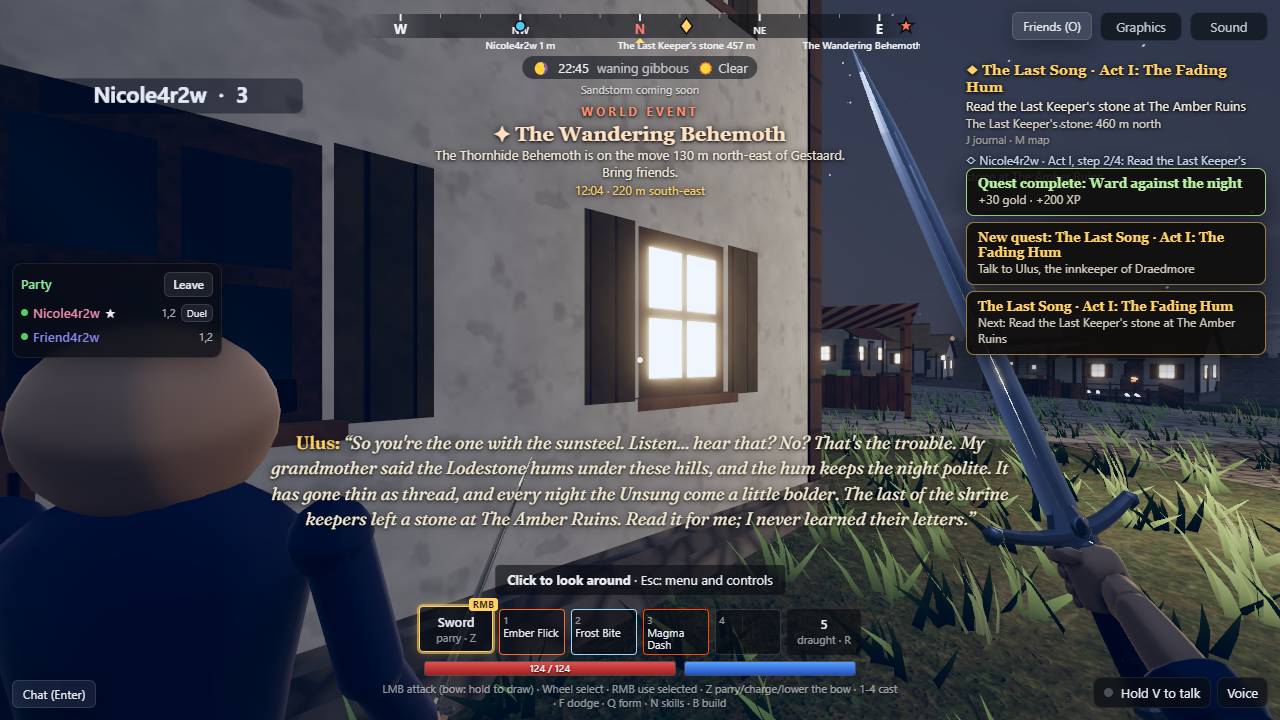 W
NW
N
NE
E
Nicole4r2w 1 m
The Last Keeper's stone 457 m
The Wandering Behemoth
Friends (O)
Graphics
Sound
22:45 waning gibbous
Clear
Sandstorm coming soon
WORLD EVENT
✦ The Wandering Behemoth
The Thornhide Behemoth is on the move 130 m north-east of Gestaard.
Bring friends.
12:04 · 220 m south-east
Nicole4r2w · 3
◆ The Last Song · Act I: The Fading
Hum
Read the Last Keeper's stone at The Amber Ruins
The Last Keeper's stone: 460 m north
J journal · M map
◇ Nicole4r2w · Act I, step 2/4: Read the Last Keeper's
Quest complete: Ward against the night
+30 gold · +200 XP
New quest: The Last Song · Act I: The
Fading Hum
Talk to Ulus, the innkeeper of Draedmore
The Last Song · Act I: The Fading Hum
Next: Read the Last Keeper's stone at The Amber
Ruins
Party
Leave
Nicole4r2w ★ 1,2 Duel
Friend4r2w 1,2
Ulus: “So you're the one with the sunsteel. Listen... hear that? No? That's the trouble. My
grandmother said the Lodestone hums under these hills, and the hum keeps the night polite. It
has gone thin as thread, and every night the Unsung come a little bolder. The last of the shrine
keepers left a stone at The Amber Ruins. Read it for me; I never learned their letters.”
Click to look around · Esc: menu and controls
RMB
Sword
parry · Z
1
Ember Flick
2
Frost Bite
3
Magma
Dash
4
5
draught · R
124 / 124
LMB attack (bow: hold to draw) · Wheel select · RMB use selected · Z parry/charge/lower the bow · 1-4 cast
· F dodge · Q form · N skills · B build
Chat (Enter)
Hold V to talk
Voice